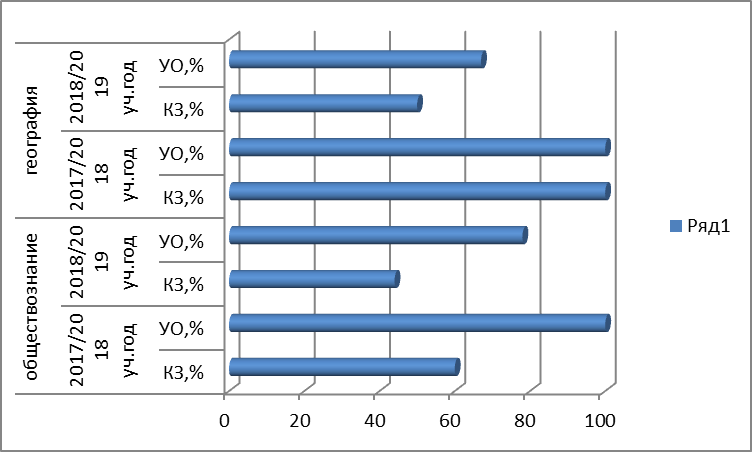 география
2018/20
19
уч.год
УО,%
КЗ,%
2017/20
18
уч.год
УО,%
КЗ,%
обществознание
2018/20
19
уч.год
УО,%
КЗ,%
2017/20
18
уч.год
УО,%
КЗ,%
0 20 40 60 80 100
Ряд1